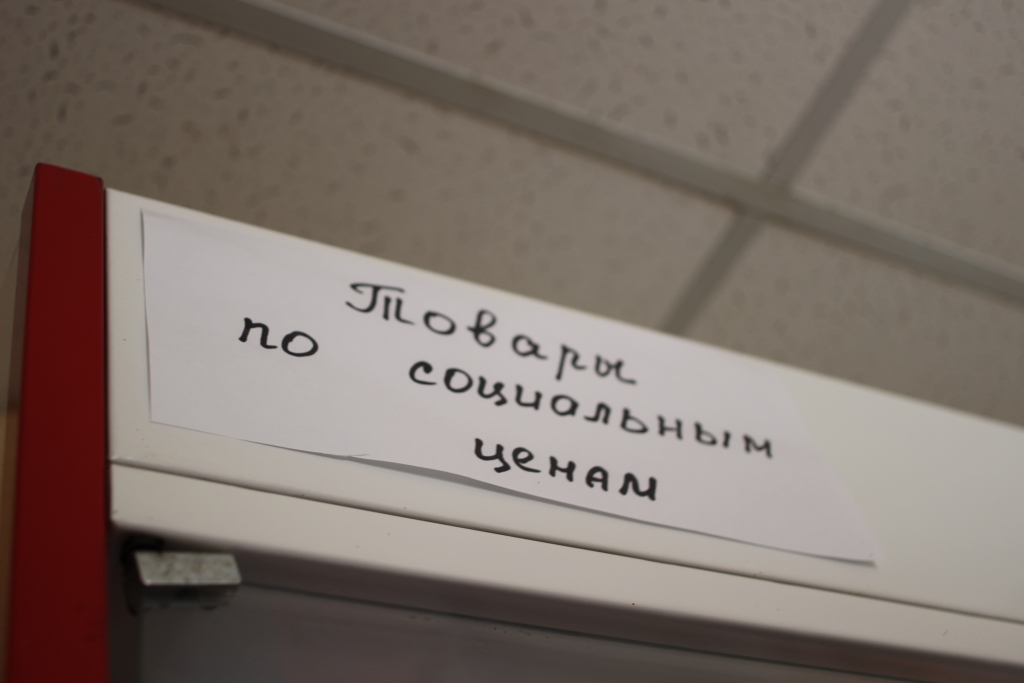 Товары
по социальным
ценам